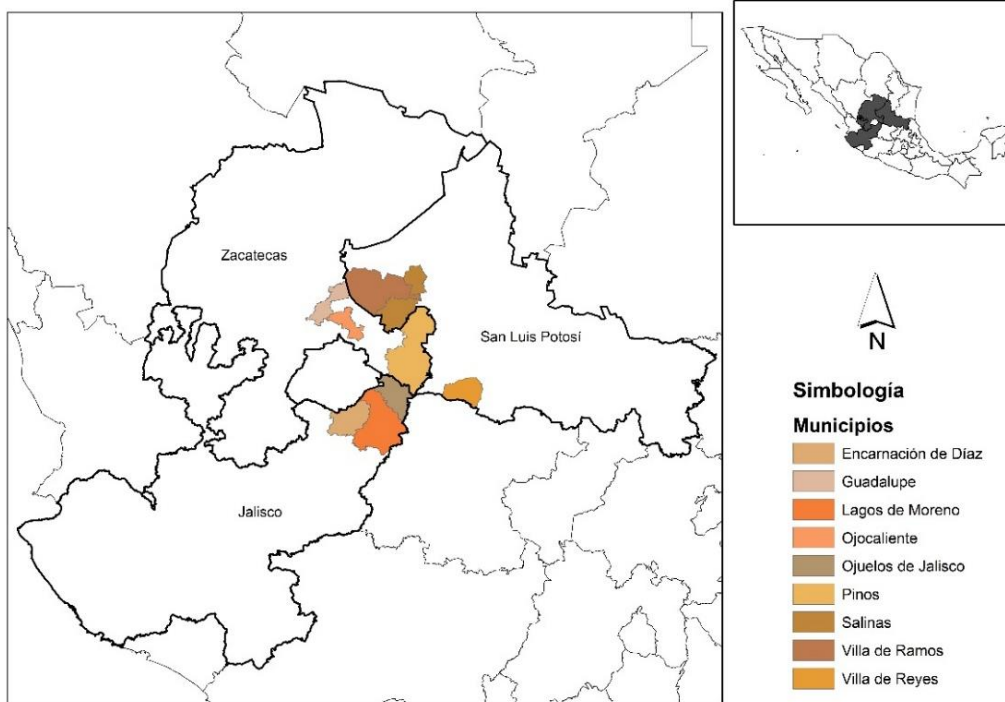 Zacatecas
San Luis Potosí
Jalisco
N
Simbología
Municipios
Encarnación de Díaz
Guadalupe
Lagos de Moreno
Ojocaliente
Ojuelos de Jalisco
Pinos
Salinas
Villa de Ramos
Villa de Reyes